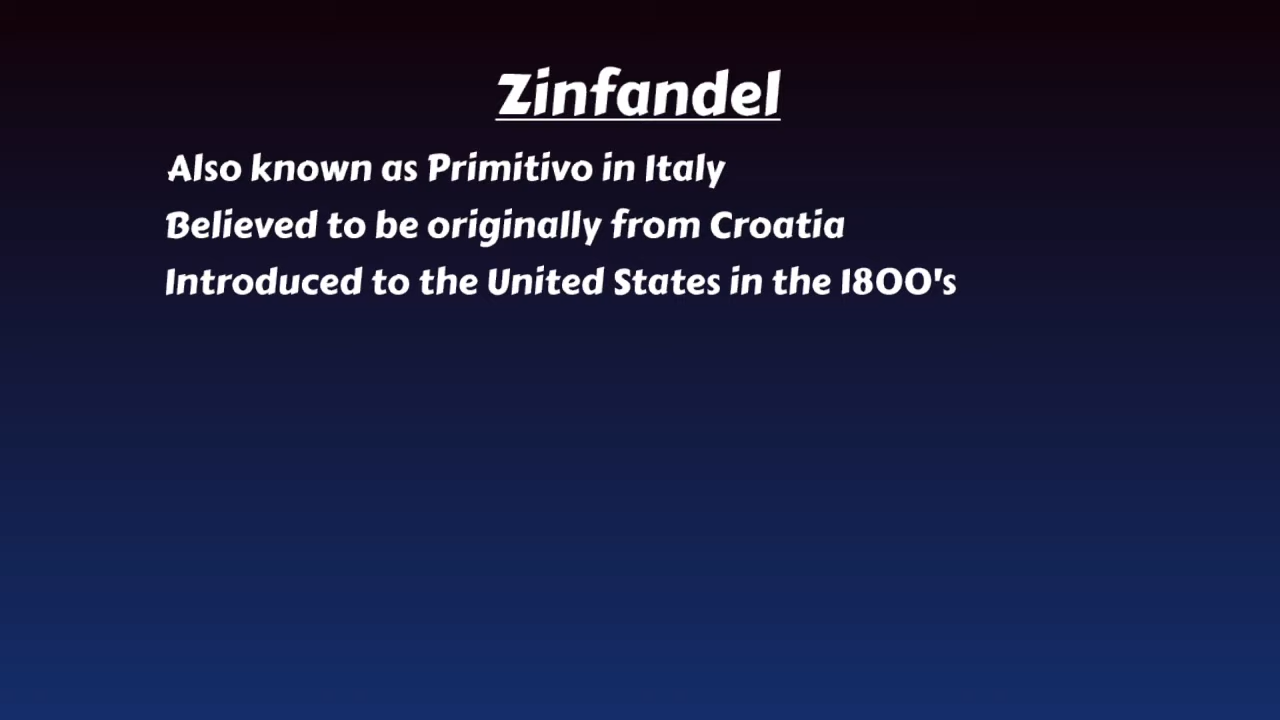 Zinfandel
Also known as Primitivo in Italy
Believed to be originally from Croatia
Introduced to the United States in the 1800's